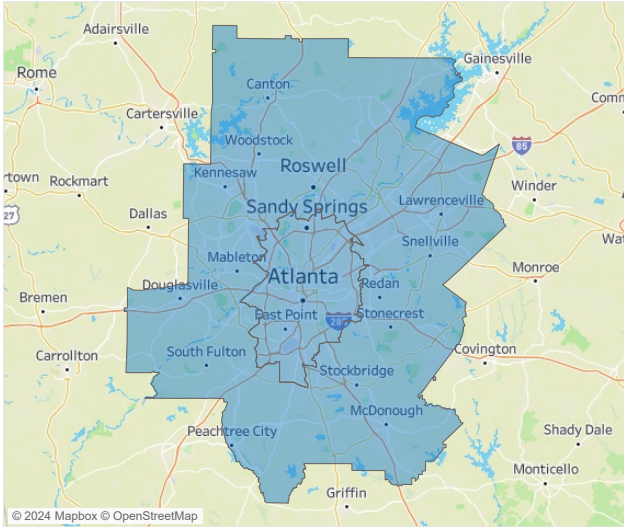 Adairsville
Gainesville
Rome
Canton
Comm
Cartersville
Woodstock
85
Roswell
Kennesaw
rtown
Rockmart
Winder
Sandy Springs
Lawrenceville
27
Dallas
Wat
Snellville
Mableton
Monroe
Atlanta
Douglasville
Redan
Bremen
East Point
Stonecrest
South Fulton
Covington
Carrollton
Stockbridge
McDonough
Peachtree City
Shady Dale
Monticello
Griffin
© 2024 Mapbox © OpenStreetMap